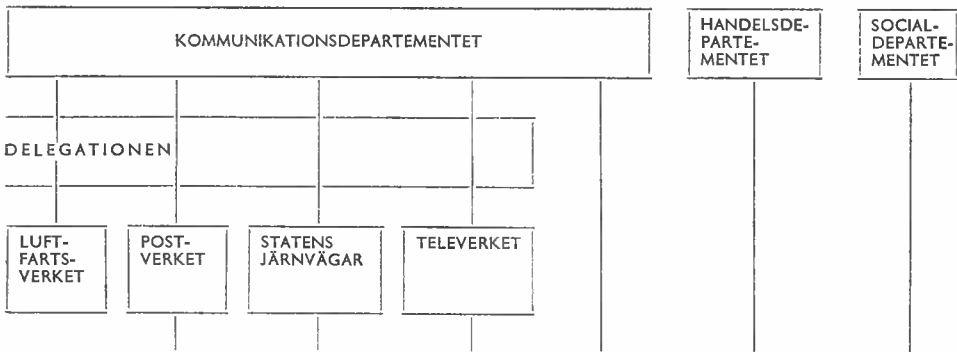 KOMMUNIKATIONSDEPARTEMENTET
HANDELSDE-
PARTE-
MENTET
SOCIAL-
DEPARTE-
MENTET
DELEGATIONEN
LUFT-
FARTS-
VERKET
POST-
VERKET
STATENS
JÄRNVÄGAR
TELEVERKET